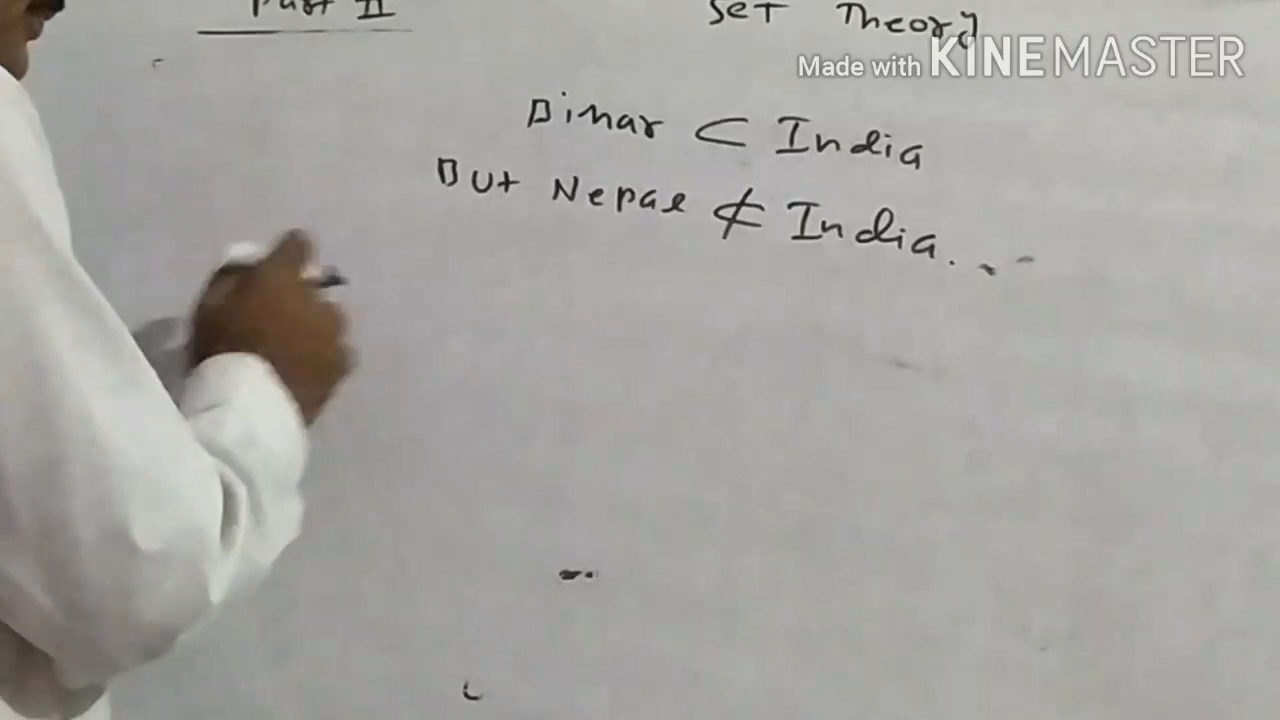 Part II
SET Theory
Made with KINEMASTER
Bihar ⊂ India
But Nepal ⊄ India...